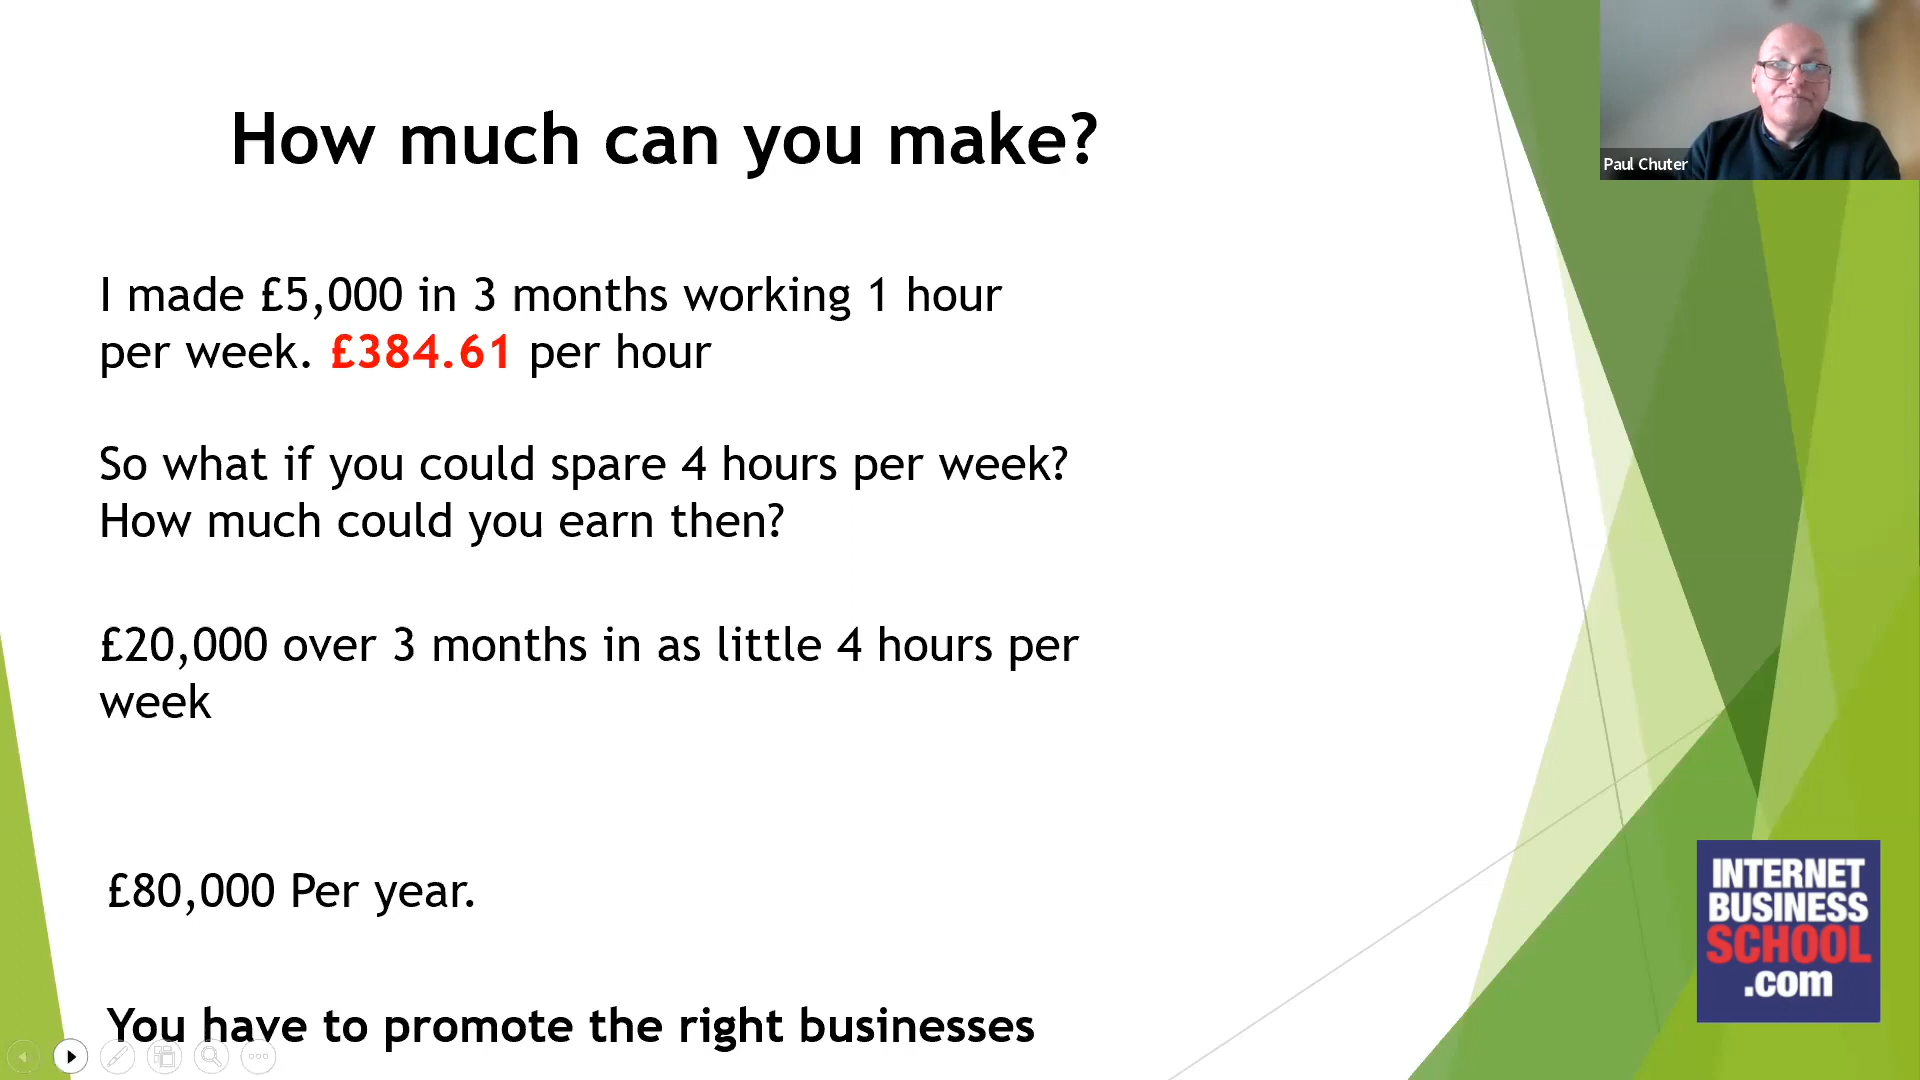 How much can you make?
I made £5,000 in 3 months working 1 hour
per week. £384.61 per hour
So what if you could spare 4 hours per week?
How much could you earn then?
£20,000 over 3 months in as little 4 hours per
week
£80,000 Per year.
You have to promote the right businesses
Paul Chuter
INTERNET
BUSINESS
SCHOOL
.com